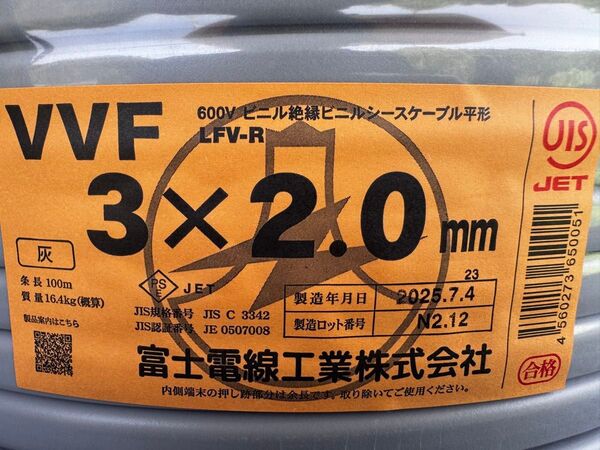 VVF
600V ビニル絶縁ビニルシースケーブル平形
LFV-R
JIS
JET
3×2.0mm
灰
条長 100m
質量 16.4kg(概算)
製品案内はこちら
PS
E
JET
JIS規格番号 JIS C 3342
JIS認証番号 JE 0507008
23
製造年月日 2025.7.4
製造ロット番号 N2.12
4 560273 650051
富士電線工業株式会社
合格
内側端末の押し跡部分は余長です。取り除いてご使用ください。